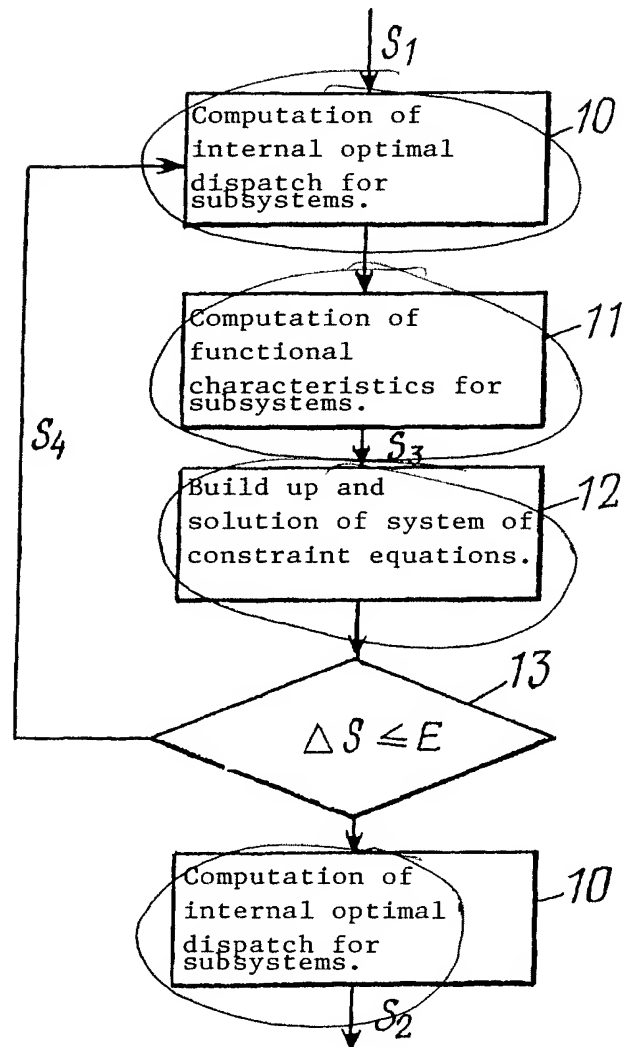 S1
Computation of
internal optimal
dispatch for
subsystems.
10
Computation of
functional
characteristics for
subsystems.
11
S4
S3
Build up and
solution of system of
constraint equations.
12
13
△ S ≤ E
Computation of
internal optimal
dispatch for
subsystems.
10
S2